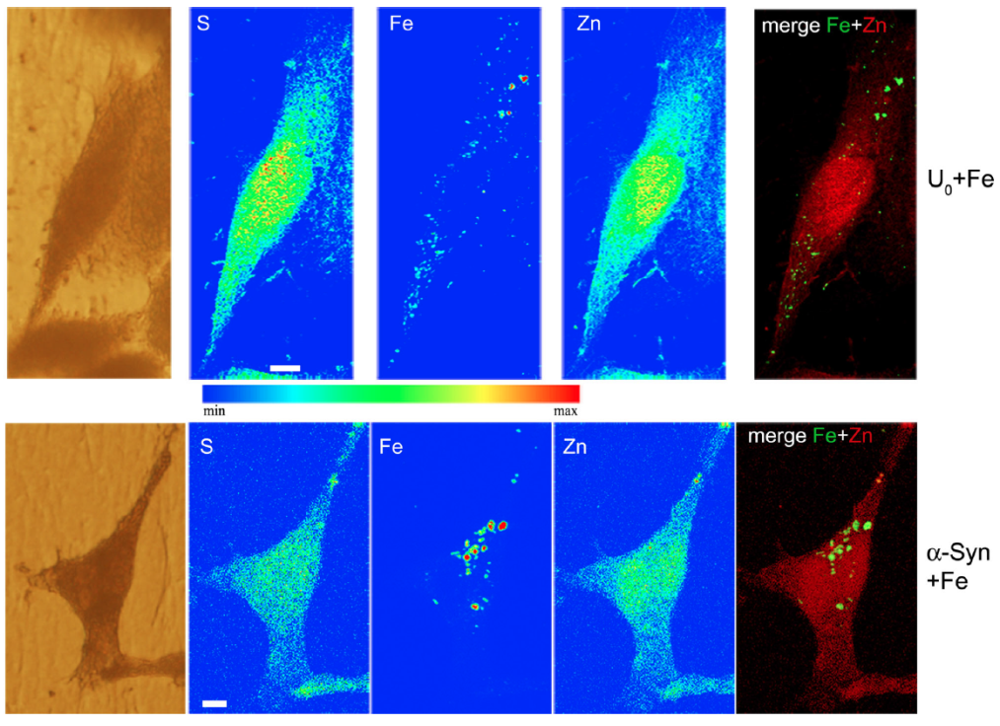 S
Fe
Zn
merge Fe+Zn
U₀+Fe
min
max
S
Fe
Zn
merge Fe+Zn
α-Syn
+Fe